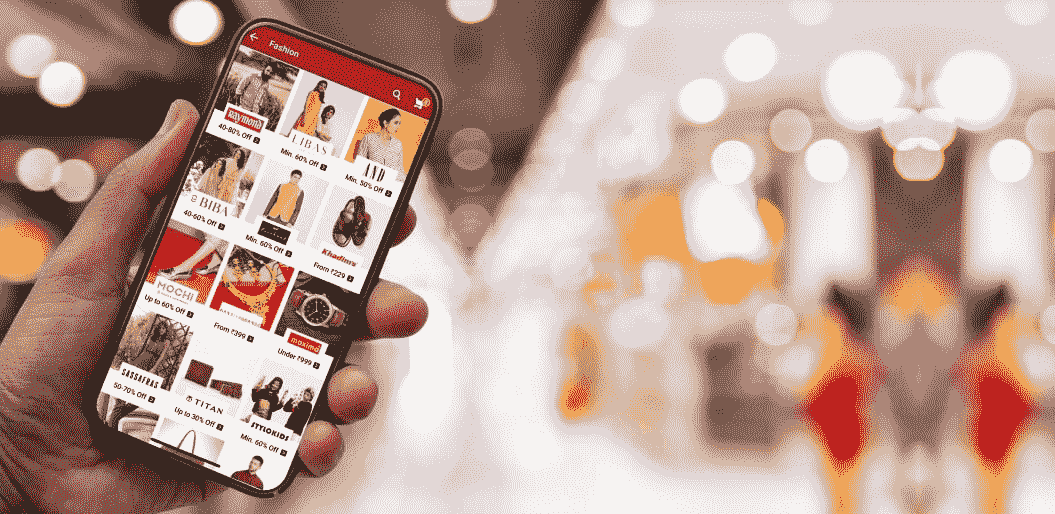 Fashion
Raymond
40-80% Off
LIBAS
Min. 60% Off
AND
Min. 50% Off
BIBA
40-60% Off
Min. 60% Off
Khadim's
From ₹229
MOCHI
Up to 60% Off
From ₹399
maxima
Under ₹999
SASSAFRAS
50-70% Off
TITAN
Up to 30% Off
STYLOKIDS
Min. 60% Off